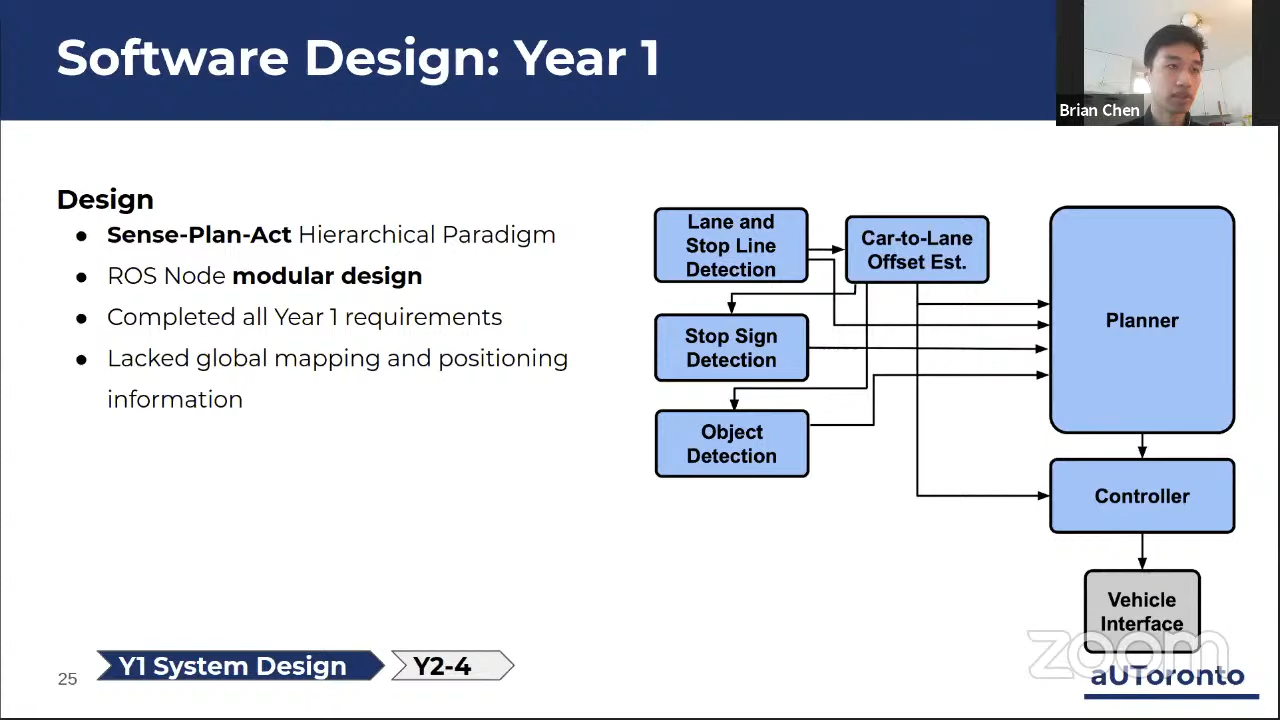 Software Design: Year 1
Brian Chen
Design
● Sense-Plan-Act Hierarchical Paradigm
● ROS Node modular design
● Completed all Year 1 requirements
● Lacked global mapping and positioning
information
Lane and
Stop Line
Detection
Car-to-Lane
Offset Est.
Stop Sign
Detection
Object
Detection
Planner
Controller
Vehicle
Interface
zoom
25
Y1 System Design
Y2-4
aUToronto